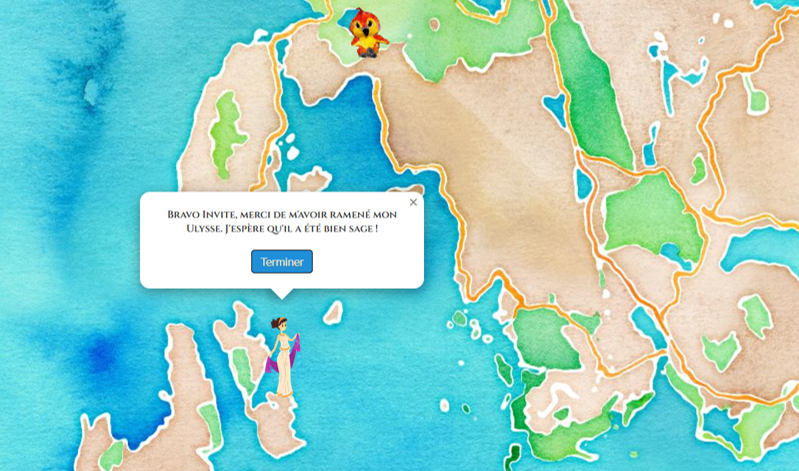 Bravo Invite, merci de m'avoir ramené mon
Ulysse. J'espère qu'il a été bien sage !
×
Terminer